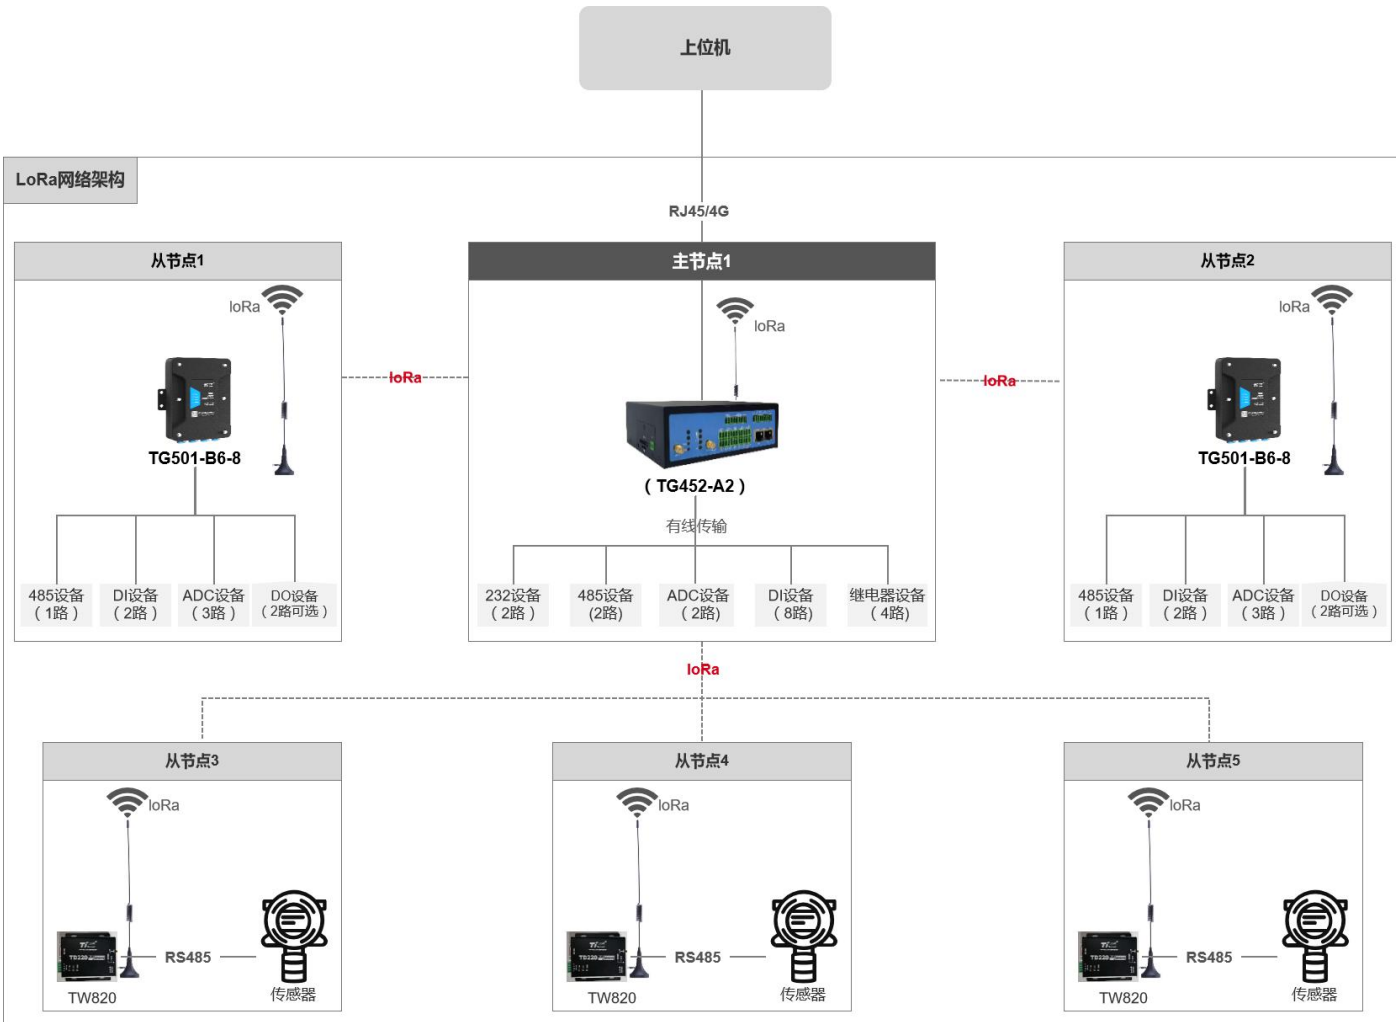 上位机
LoRa网络架构
RJ45/4G
从节点1
主节点1
从节点2
loRa
loRa
loRa
loRa
loRa
TG501-B6-8
(TG452-A2)
TG501-B6-8
有线传输
485设备
(1路)
DI设备
(2路)
ADC设备
(3路)
DO设备
(2路可选)
232设备
(2路)
485设备
(2路)
ADC设备
(2路)
DI设备
(8路)
继电器设备
(4路)
485设备
(1路)
DI设备
(2路)
ADC设备
(3路)
DO设备
(2路可选)
loRa
从节点3
从节点4
从节点5
loRa
loRa
loRa
RS485
RS485
RS485
TW820
传感器
TW820
传感器
TW820
传感器